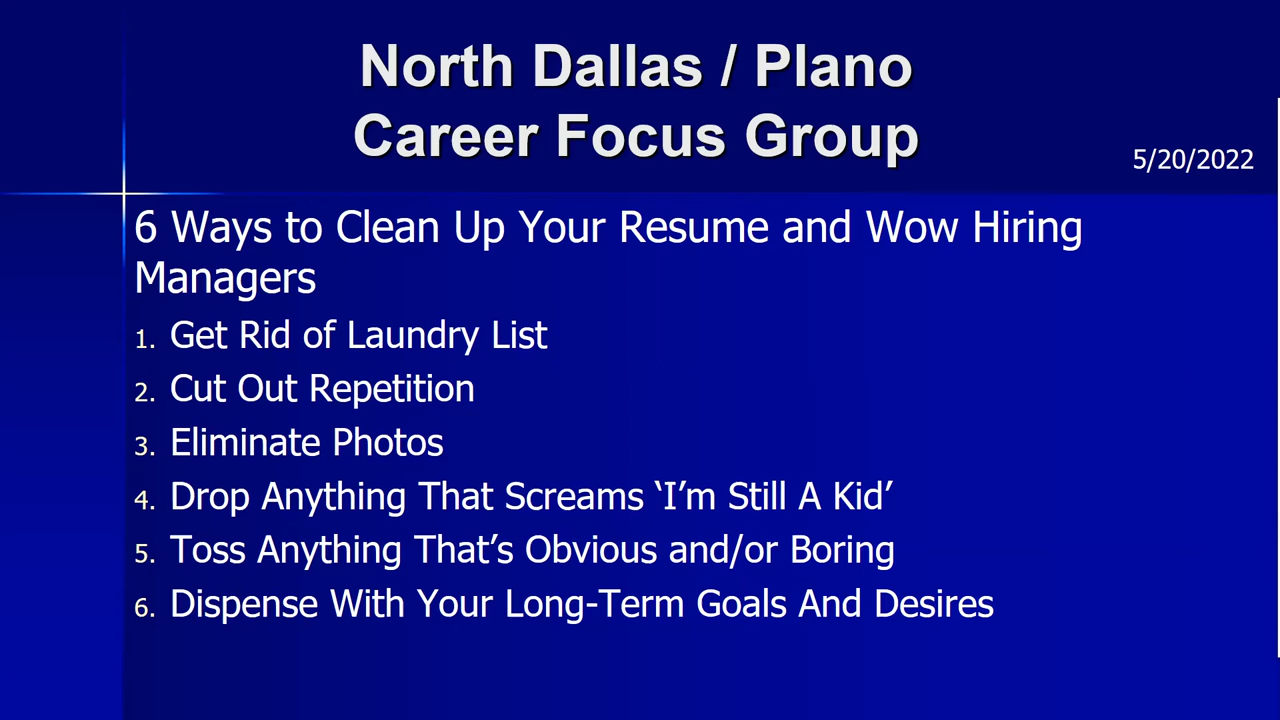 North Dallas / Plano
Career Focus Group
5/20/2022
6 Ways to Clean Up Your Resume and Wow Hiring
Managers
1. Get Rid of Laundry List
2. Cut Out Repetition
3. Eliminate Photos
4. Drop Anything That Screams ‘I’m Still A Kid’
5. Toss Anything That’s Obvious and/or Boring
6. Dispense With Your Long-Term Goals And Desires